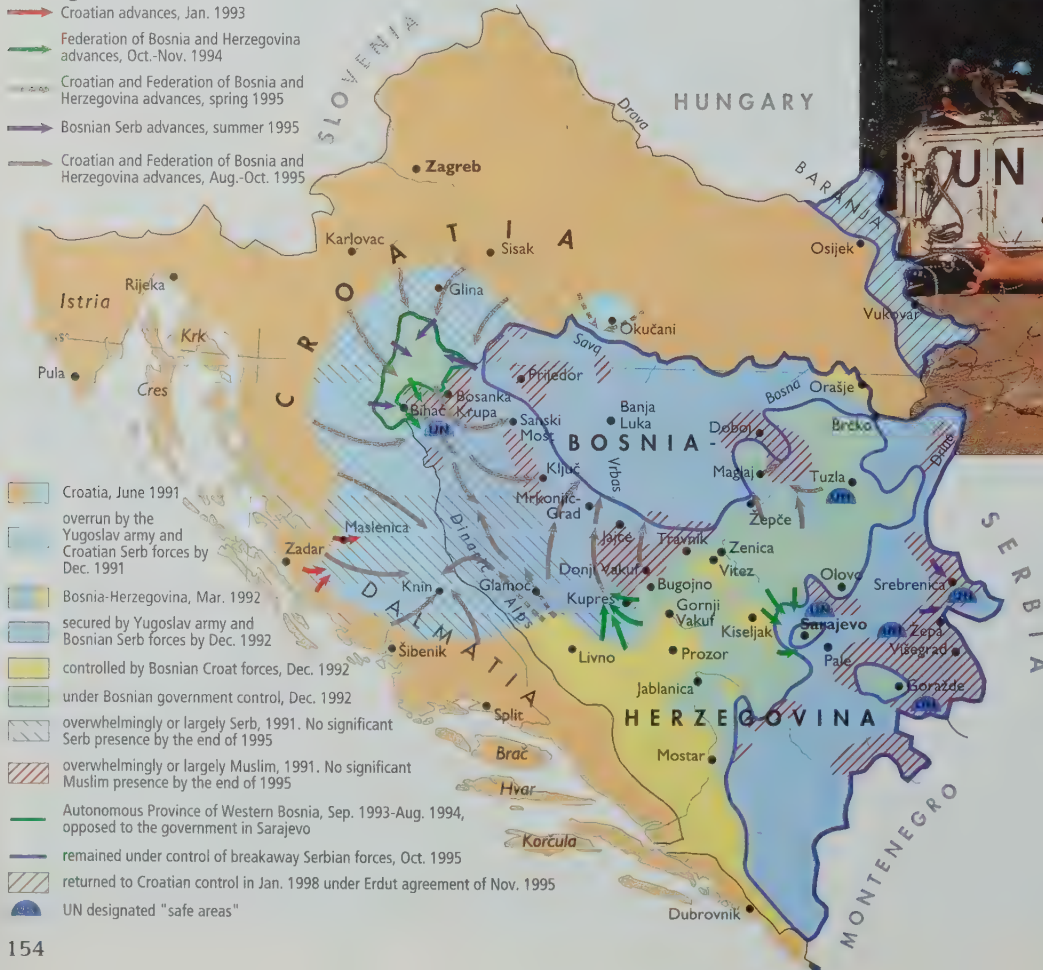 Croatian advances, Jan. 1993
Federation of Bosnia and Herzegovina
advances, Oct.-Nov. 1994
Croatian and Federation of Bosnia and
Herzegovina advances, spring 1995
Bosnian Serb advances, summer 1995
Croatian and Federation of Bosnia and
Herzegovina advances, Aug.-Oct. 1995
SLOVENIA
HUNGARY
Drava
UN
BARANJA
Zagreb
CROATIA
Karlovac
Sisak
Osijek
Rijeka
Istria
Glina
Krk
Okučani
Vukovar
Pula
Cres
Sava
Prijedor
Bosanka
Krupa
Bihać
UN
Bosna
Orašje
Sanski
Most
Banja
Luka
Doboj
Brčko
BOSNIA-
Drina
Ključ
Vrbas
Maglaj
Tuzla
UN
Mrkonjić-
Grad
Žepče
Croatia, June 1991
overrun by the
Yugoslav army and
Croatian Serb forces by
Dec. 1991
Maslenica
Dinaric Alps
Jajce
Travnik
Zenica
SERBIA
Zadar
Vitez
Donji Vakuf
Olovo
Srebrenica
UN
Bosnia-Herzegovina, Mar. 1992
Knin
Glamoc
Bugojno
Kupres
Gornji
Vakuf
UN
Kiseljak
Sarajevo
UN
Žepa
secured by Yugoslav army and
Bosnian Serb forces by Dec. 1992
DALMATIA
Šibenik
Livno
Prozor
Pale
Višegrad
controlled by Bosnian Croat forces, Dec. 1992
Jablanica
Goražde
UN
under Bosnian government control, Dec. 1992
Split
HERZEGOVINA
overwhelmingly or largely Serb, 1991. No significant
Serb presence by the end of 1995
Brač
Mostar
overwhelmingly or largely Muslim, 1991. No significant
Muslim presence by the end of 1995
Hvar
Autonomous Province of Western Bosnia, Sep. 1993-Aug. 1994,
opposed to the government in Sarajevo
Korčula
remained under control of breakaway Serbian forces, Oct. 1995
returned to Croatian control in Jan. 1998 under Erdut agreement of Nov. 1995
MONTENEGRO
UN designated "safe areas"
Dubrovnik
154